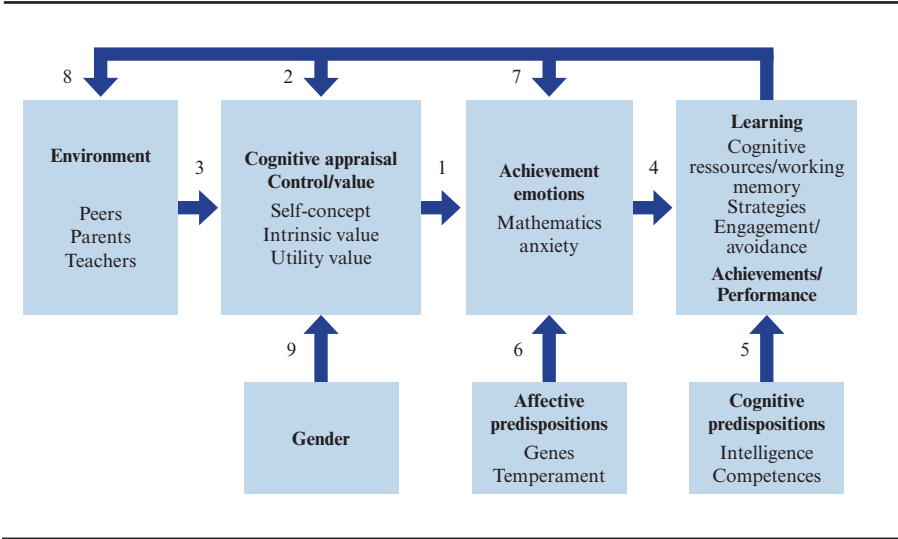 8
2
7
Environment
Peers
Parents
Teachers
3
Cognitive appraisal
Control/value
Self-concept
Intrinsic value
Utility value
1
Achievement
emotions
Mathematics
anxiety
4
Learning
Cognitive
ressources/working
memory
Strategies
Engagement/
avoidance
Achievements/
Performance
9
6
5
Gender
Affective
predispositions
Genes
Temperament
Cognitive
predispositions
Intelligence
Competences